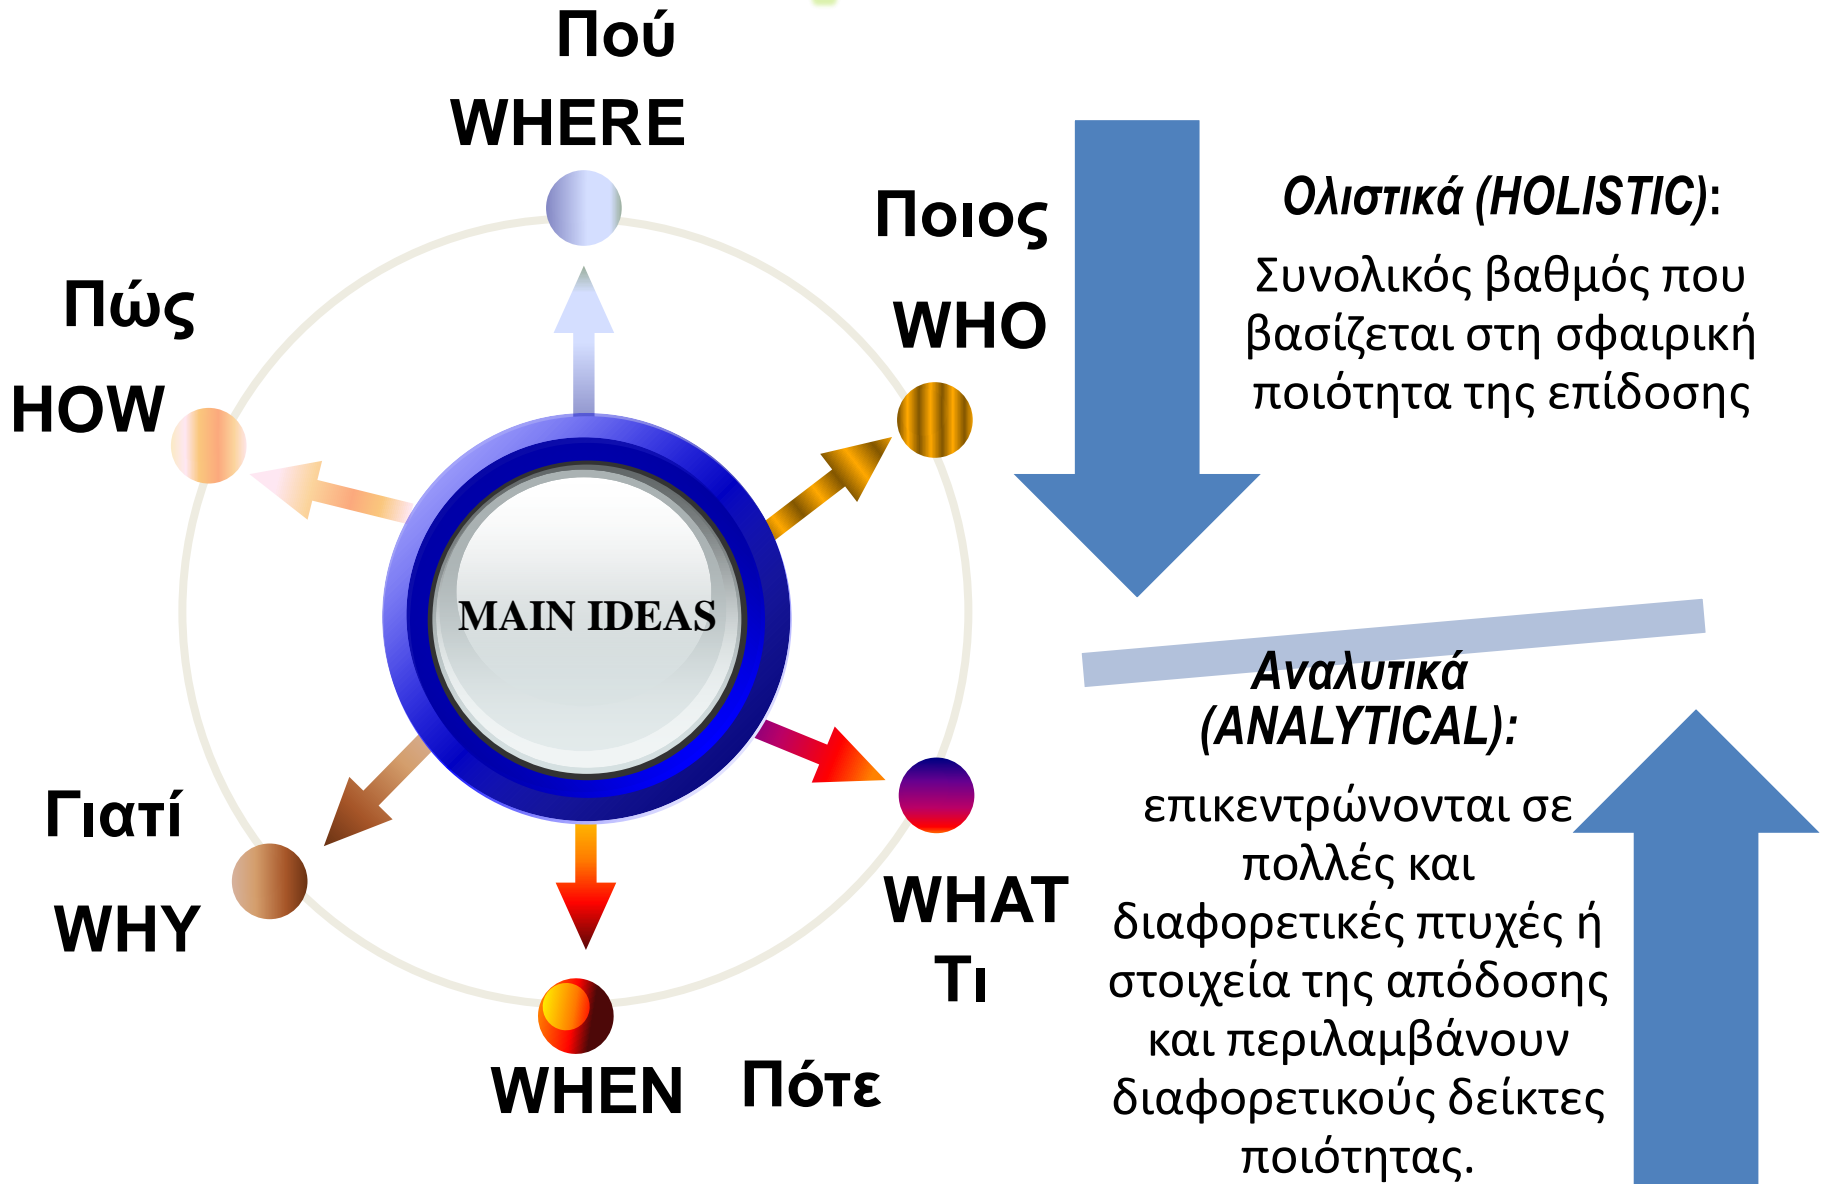 Πού
WHERE
Ποιος
WHO
Πώς
HOW
MAIN IDEAS
Γιατί
WHY
WHAT
Τι
WHEN
Πότε
Ολιστικά (HOLISTIC):
Συνολικός βαθμός που
βασίζεται στη σφαιρική
ποιότητα της επίδοσης
Αναλυτικά
(ANALYTICAL):
επικεντρώνονται σε
πολλές και
διαφορετικές πτυχές ή
στοιχεία της απόδοσης
και περιλαμβάνουν
διαφορετικούς δείκτες
ποιότητας.